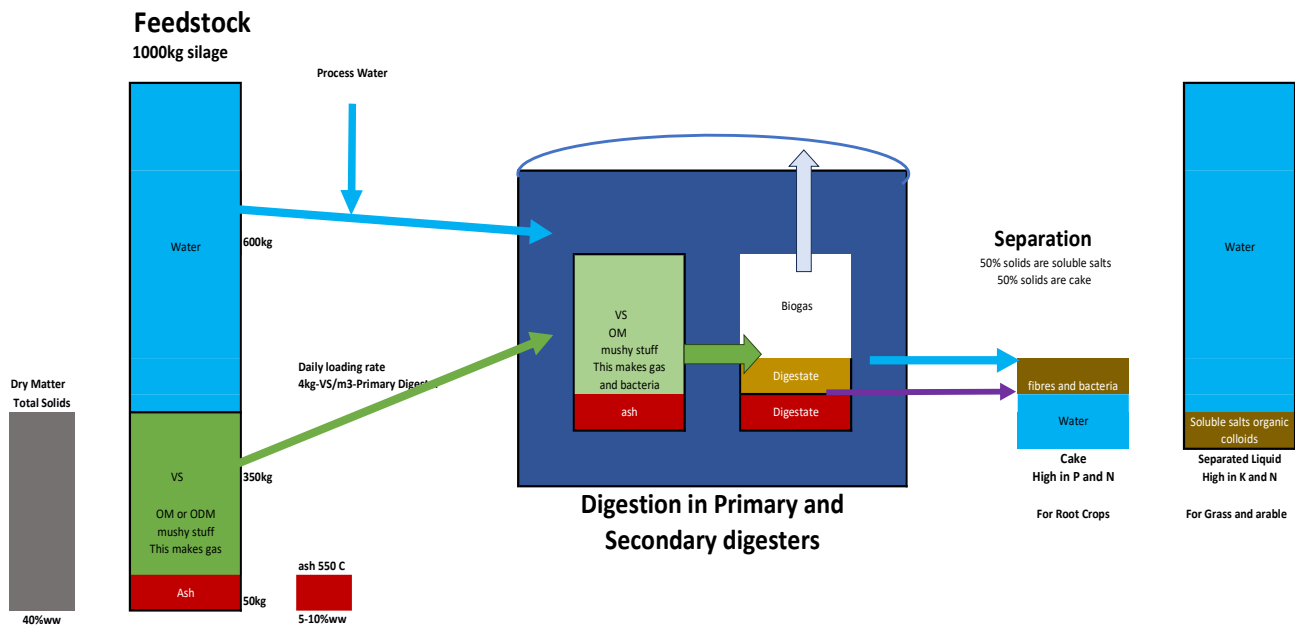 Feedstock
1000kg silage
Process Water
Water
600kg
Daily loading rate
4kg-VS/m3-Primary Digester
Dry Matter
Total Solids
40%ww
VS
350kg
OM or ODM
mushy stuff
This makes gas
Ash
50kg
ash 550 C
5-10%ww
VS
OM
mushy stuff
This makes gas
and bacteria
ash
Biogas
Digestate
Digestate
Digestion in Primary and
Secondary digesters
Separation
50% solids are soluble salts
50% solids are cake
fibres and bacteria
Water
Cake
High in P and N
For Root Crops
Water
Soluble salts organic
colloids
Separated Liquid
High in K and N
For Grass and arable